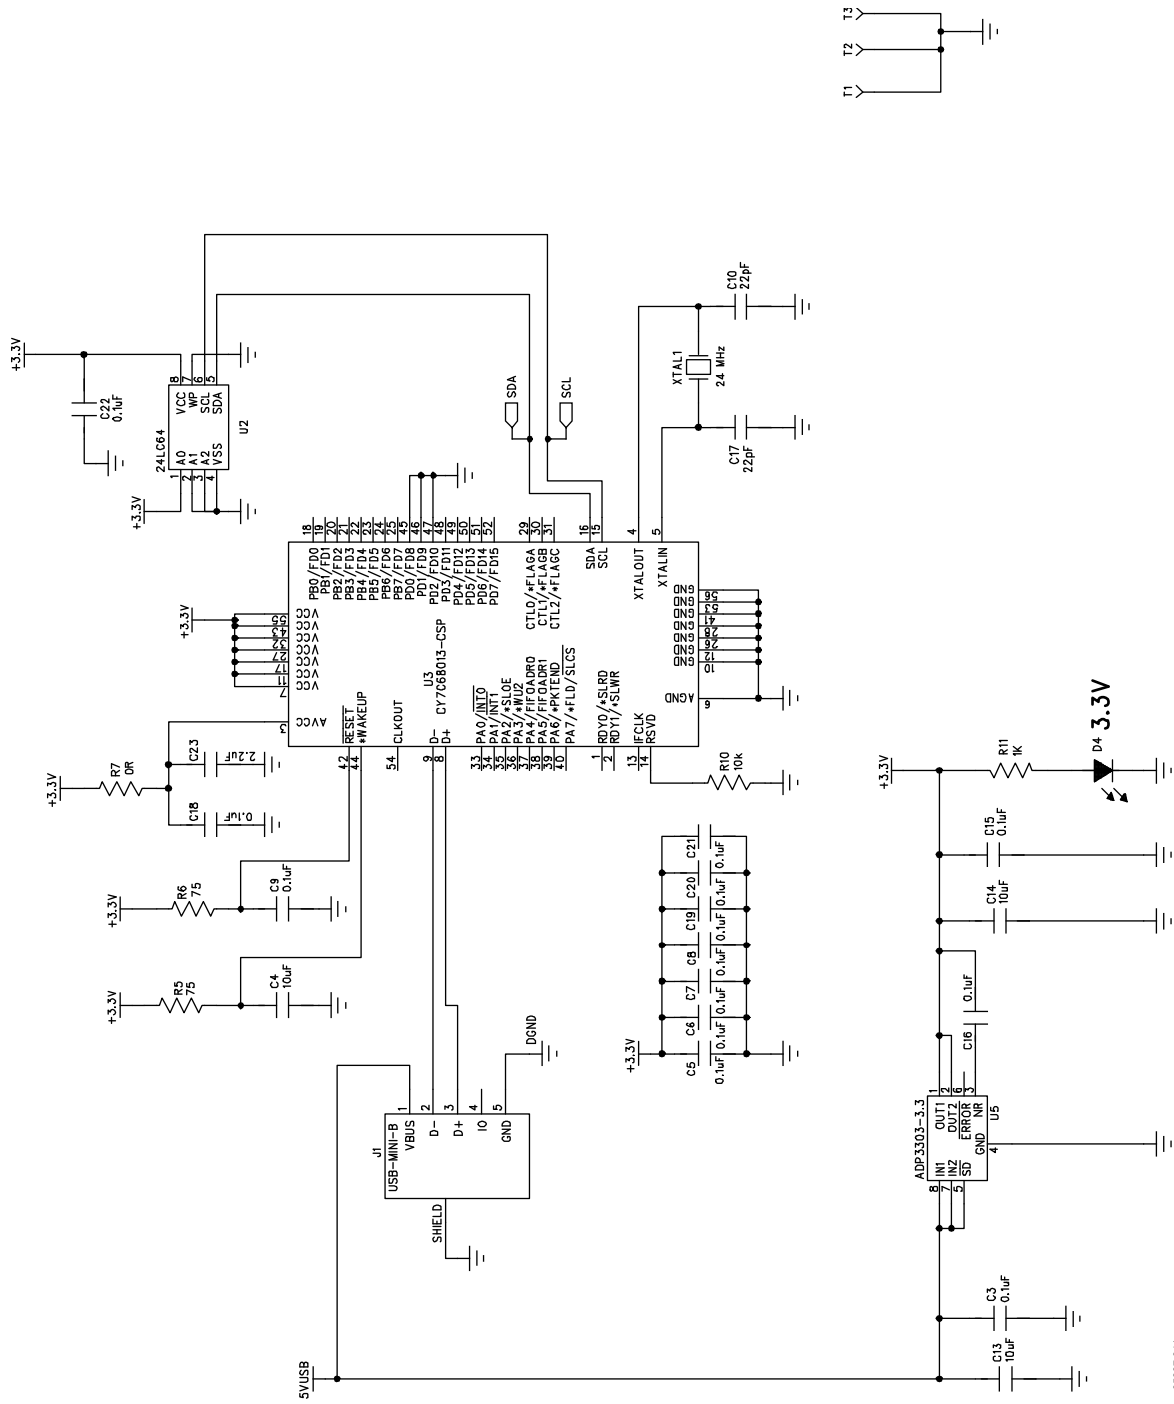 T3
T2
T1
+3.3V
C22
0.1uF
+3.3V
24LC64
U2
1 A0
2 A1
3 A2
4 VSS
VCC 8
WP 7
SCL 6
SDA 5
SDA
SCL
XTAL1
24 MHz
C10
22pF
C17
22pF
+3.3V
U3
CY7C68013-CSP
VCC 55
VCC 43
VCC 32
VCC 27
VCC 17
VCC 11
VCC 7
AVCC 3
PB0/FD0 18
PB1/FD1 19
PB2/FD2 20
PB3/FD3 21
PB4/FD4 22
PB5/FD5 23
PB6/FD6 24
PB7/FD7 25
PD0/FD8 45
PD1/FD9 46
PD2/FD10 47
PD3/FD11 48
PD4/FD12 49
PD5/FD13 50
PD6/FD14 51
PD7/FD15 52
CTL0/*FLAGA 29
CTL1/*FLAGB 30
CTL2/*FLAGC 31
SDA 16
SCL 15
XTALOUT 4
XTALIN 5
GND 56
GND 53
GND 41
GND 28
GND 26
GND 12
GND 10
AGND 6
42 RESET
44 *WAKEUP
54 CLKOUT
9 D-
8 D+
33 PA0/INT0
34 PA1/INT1
35 PA2/*SLOE
36 PA3/*WU2
37 PA4/FIFOADR0
38 PA5/FIFOADR1
39 PA6/*PKTEND
40 PA7/*FLD/SLCS
1 RDY0/*SLRD
2 RDY1/*SLWR
13 IFCLK
14 RSVD
+3.3V
R7
0R
C23
2.2uF
C18
0.1uF
+3.3V
R6
75
C9
0.1uF
+3.3V
R5
75
C4
10uF
R10
10k
+3.3V
C5
0.1uF
C6
0.1uF
C7
0.1uF
C8
0.1uF
C19
0.1uF
C20
0.1uF
C21
0.1uF
J1
USB-MINI-B
VBUS 1
D- 2
D+ 3
IO 4
GND 5
SHIELD
DGND
5VUSB
C13
10uF
C3
0.1uF
ADP3303-3.3
U5
8 IN1
7 IN2
5 SD
OUT1 1
OUT2 2
ERROR 6
NR 3
GND
4
C16
0.1uF
C14
10uF
C15
0.1uF
+3.3V
R11
1K
D4
3.3V